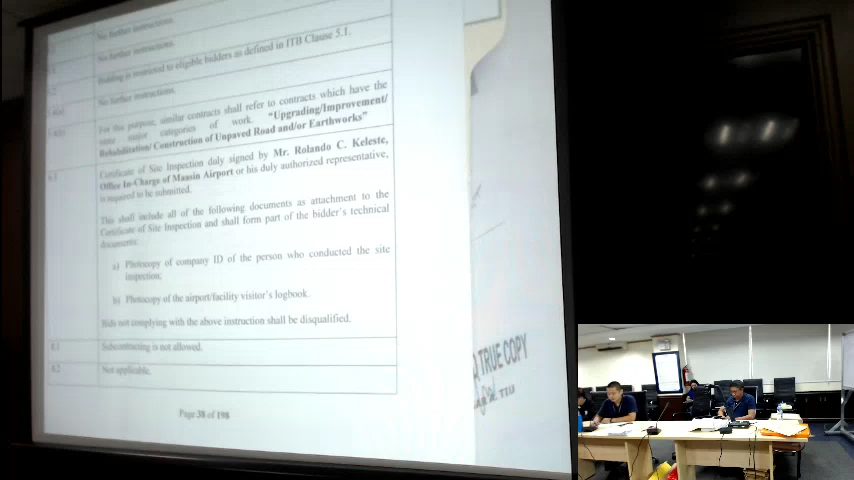 No further instructions.
No further instructions.
Bidding is restricted to eligible bidders as defined in ITB Clause 5.1.
No further instructions.
For this purpose, similar contracts shall refer to contracts which have the
same major categories of work. "Upgrading/Improvement/
Rehabilitation/ Construction of Unpaved Road and/or Earthworks"
Certificate of Site Inspection duly signed by Mr. Rolando C. Keleste,
Office In-Charge of Maasin Airport or his duly authorized representative,
is required to be submitted.
This shall include all of the following documents as attachment to the
Certificate of Site Inspection and shall form part of the bidder's technical
documents:
a) Photocopy of company ID of the person who conducted the site
inspection;
b) Photocopy of the airport/facility visitor's logbook.
Bids not complying with the above instruction shall be disqualified.
8.1 Subcontracting is not allowed.
8.2 Not applicable.
Page 38 of 198
TRUE COPY
TIU